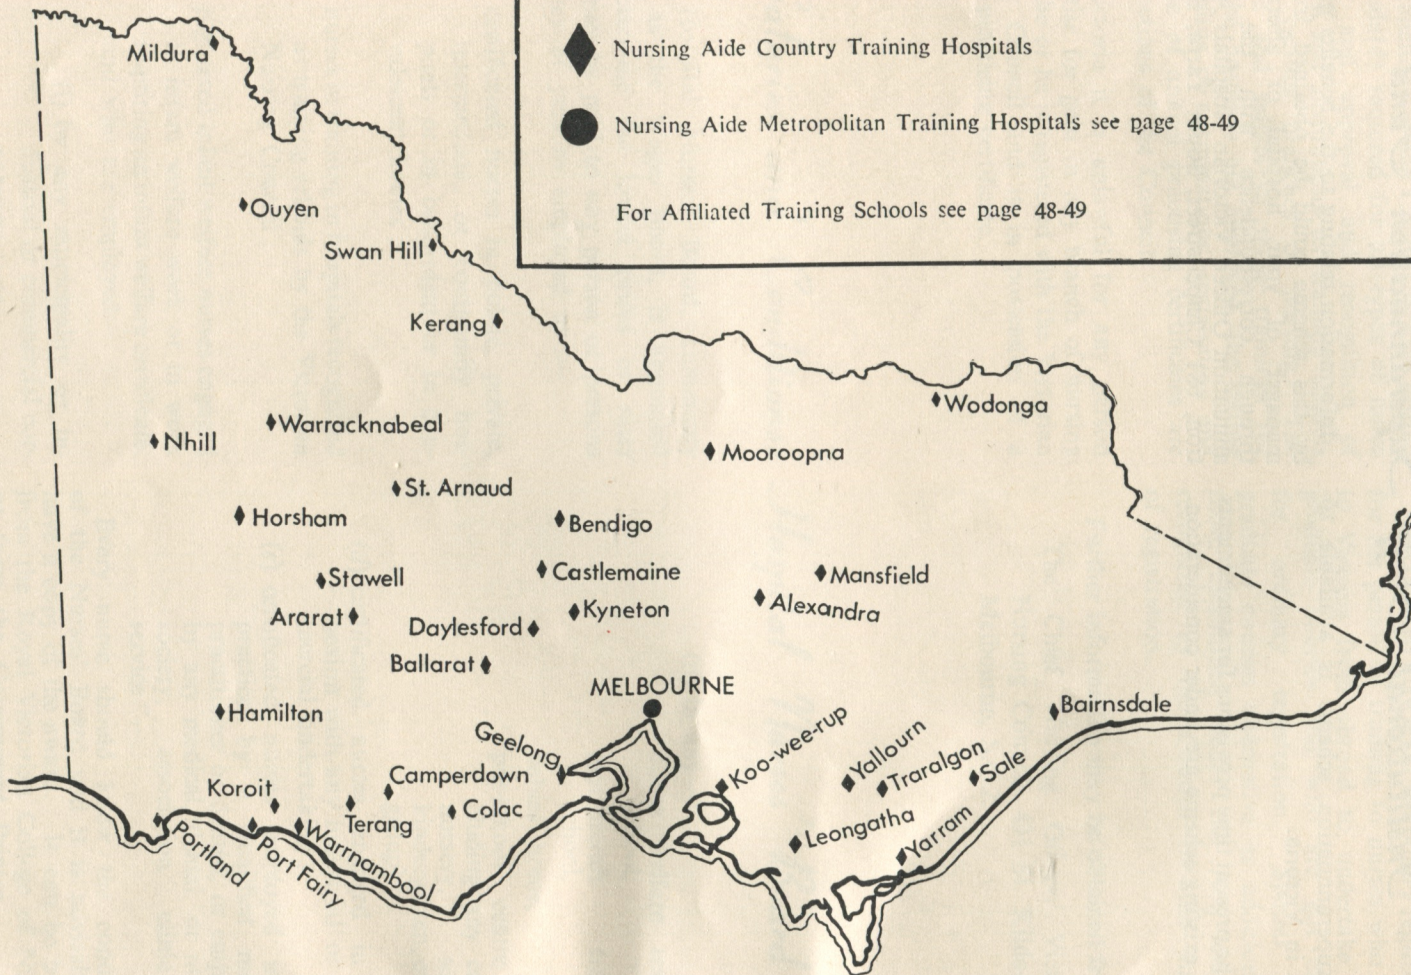 Nursing Aide Country Training Hospitals
Nursing Aide Metropolitan Training Hospitals see page 48-49
For Affiliated Training Schools see page 48-49
Mildura
Ouyen
Swan Hill
Kerang
Wodonga
Warracknabeal
Nhill
Mooroopna
St. Arnaud
Horsham
Bendigo
Castlemaine
Mansfield
Stawell
Alexandra
Kyneton
Ararat
Daylesford
Ballarat
MELBOURNE
Hamilton
Bairnsdale
Geelong
Koo-wee-rup
Yallourn
Traralgon
Sale
Camperdown
Koroit
Colac
Terang
Leongatha
Yarram
Portland
Port Fairy
Warrnambool